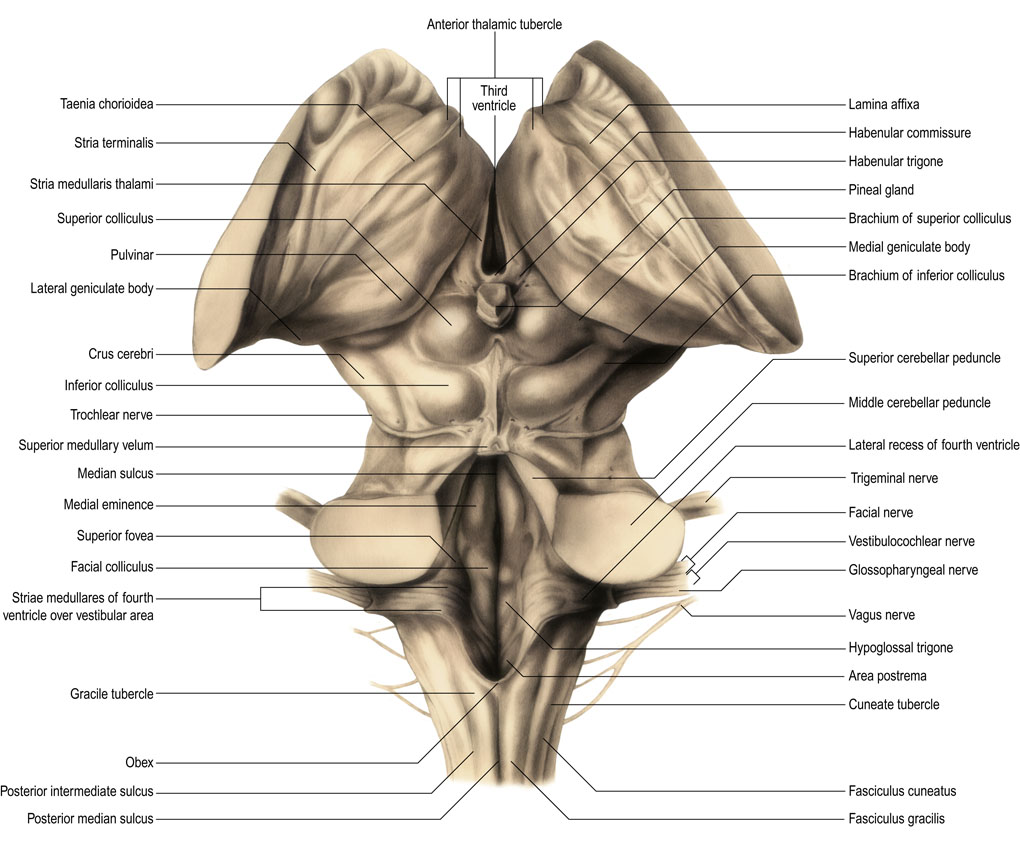 Anterior thalamic tubercle
Third
ventricle
Taenia chorioidea
Stria terminalis
Stria medullaris thalami
Superior colliculus
Pulvinar
Lateral geniculate body
Crus cerebri
Inferior colliculus
Trochlear nerve
Superior medullary velum
Median sulcus
Medial eminence
Superior fovea
Facial colliculus
Striae medullares of fourth
ventricle over vestibular area
Gracile tubercle
Obex
Posterior intermediate sulcus
Posterior median sulcus
Lamina affixa
Habenular commissure
Habenular trigone
Pineal gland
Brachium of superior colliculus
Medial geniculate body
Brachium of inferior colliculus
Superior cerebellar peduncle
Middle cerebellar peduncle
Lateral recess of fourth ventricle
Trigeminal nerve
Facial nerve
Vestibulocochlear nerve
Glossopharyngeal nerve
Vagus nerve
Hypoglossal trigone
Area postrema
Cuneate tubercle
Fasciculus cuneatus
Fasciculus gracilis